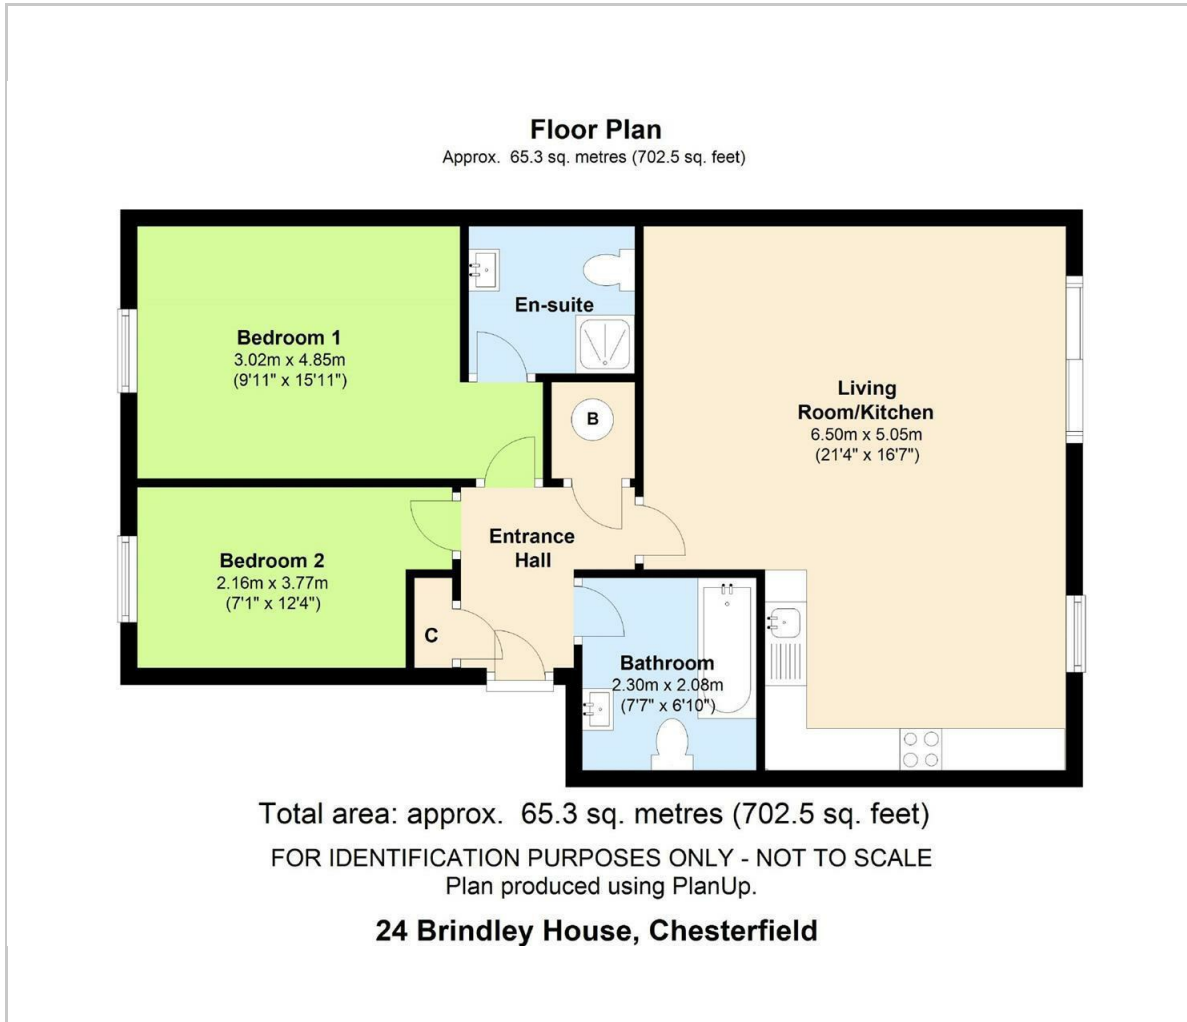 Floor Plan
Approx. 65.3 sq. metres (702.5 sq. feet)
Bedroom 1
3.02m x 4.85m
(9'11" x 15'11")
En-suite
B
Living
Room/Kitchen
6.50m x 5.05m
(21'4" x 16'7")
Entrance
Hall
Bedroom 2
2.16m x 3.77m
(7'1" x 12'4")
C
Bathroom
2.30m x 2.08m
(7'7" x 6'10")
Total area: approx. 65.3 sq. metres (702.5 sq. feet)
FOR IDENTIFICATION PURPOSES ONLY - NOT TO SCALE
Plan produced using PlanUp.
24 Brindley House, Chesterfield